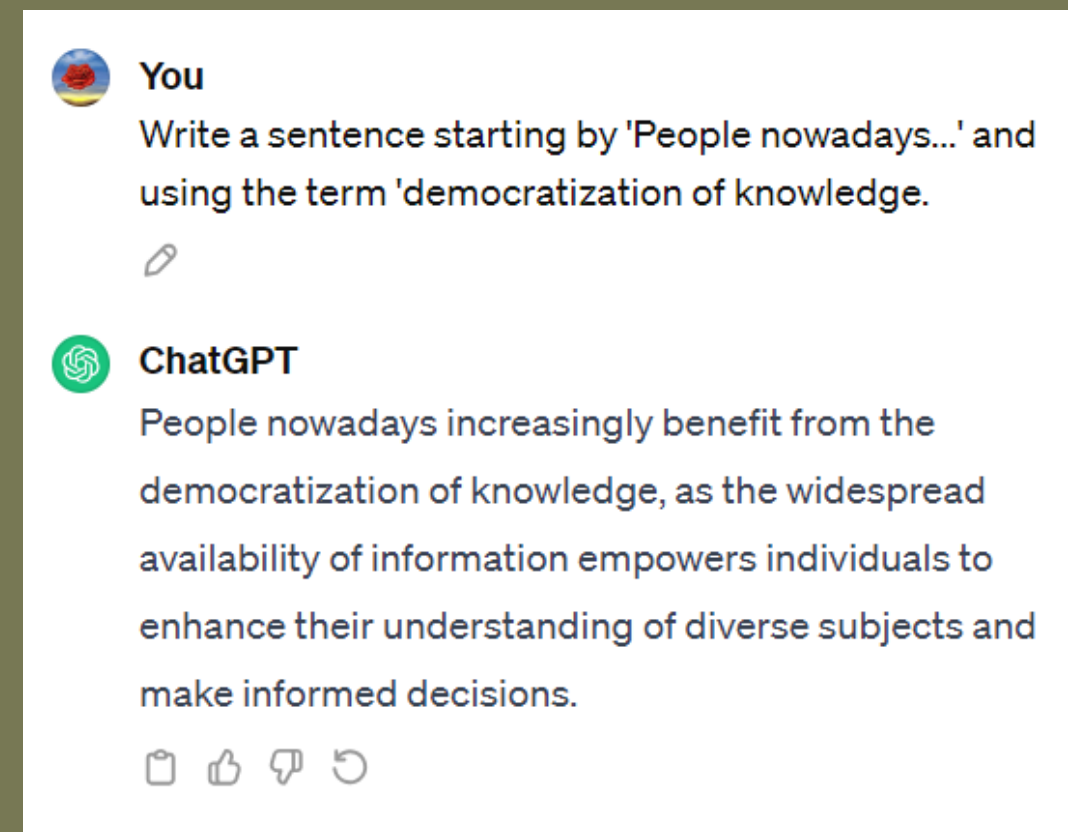 You
Write a sentence starting by 'People nowadays...' and
using the term 'democratization of knowledge.
ChatGPT
People nowadays increasingly benefit from the
democratization of knowledge, as the widespread
availability of information empowers individuals to
enhance their understanding of diverse subjects and
make informed decisions.